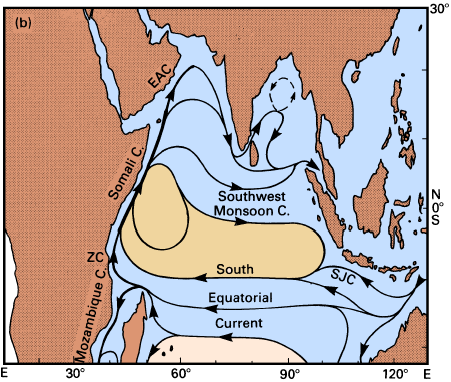 (b)
30°
EAC
Somali C.
Southwest
Monsoon C.
N
0°
S
ZC
South
SJC
Mozambique C.
Equatorial
Current
E
30°
60°
90°
120°
E